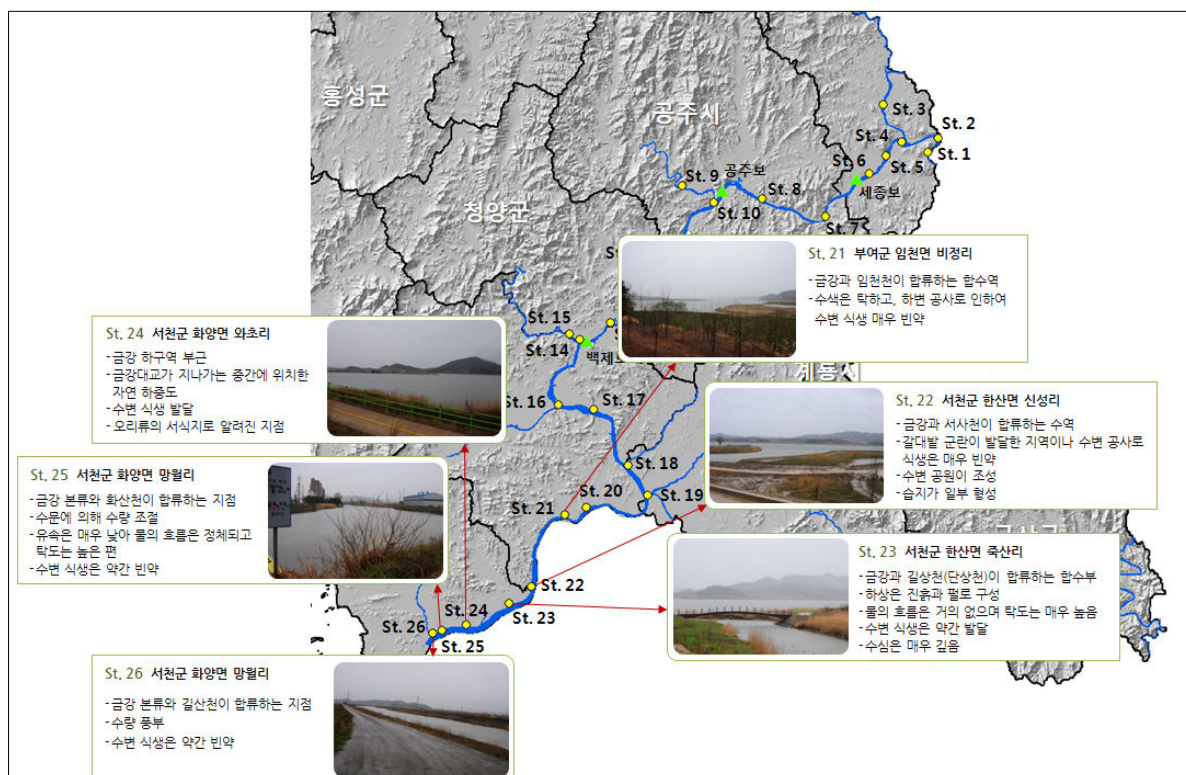 홍성군
공주시
청양군
계룡시
St. 3
St. 2
St. 4
St. 1
St. 5
St. 6
세종보
St. 9
공주보
St. 8
St. 10
St. 7
St. 15
St. 14
St. 16
St. 17
St. 18
St. 19
St. 20
St. 21
St. 22
St. 23
St. 24
St. 25
St. 26
St. 21 부여군 임천면 비정리
-금강과 임천천이 합류하는 합수역
-수색은 탁하고, 하변 공사로 인하여
수변 식생 매우 빈약
St. 24 서천군 화양면 와초리
-금강 하구역 부근
-금강대교가 지나가는 중간에 위치한
자연 하중도
-수변 식생 발달
-오리류의 서식지로 알려진 지점
St. 22 서천군 한산면 신성리
-금강과 서사천이 합류하는 수역
-갈대밭 군란이 발달한 지역이나 수변 공사로
식생은 매우 빈약
-수변 공원이 조성
-습지가 일부 형성
St. 25 서천군 화양면 망월리
-금강 본류와 화산천이 합류하는 지점
-수문에 의해 수량 조절
-유속은 매우 낮아 물의 흐름은 정체되고
탁도는 높은 편
-수변 식생은 약간 빈약
St. 23 서천군 한산면 죽산리
-금강과 길상천(단상천)이 합류하는 합수부
-하상은 진흙과 펄로 구성
-물의 흐름은 거의 없으며 탁도는 매우 높음
-수변 식생은 약간 발달
-수심은 매우 깊음
St. 26 서천군 화양면 망월리
-금강 본류와 길산천이 합류하는 지점
-수량 풍부
-수변 식생은 약간 빈약